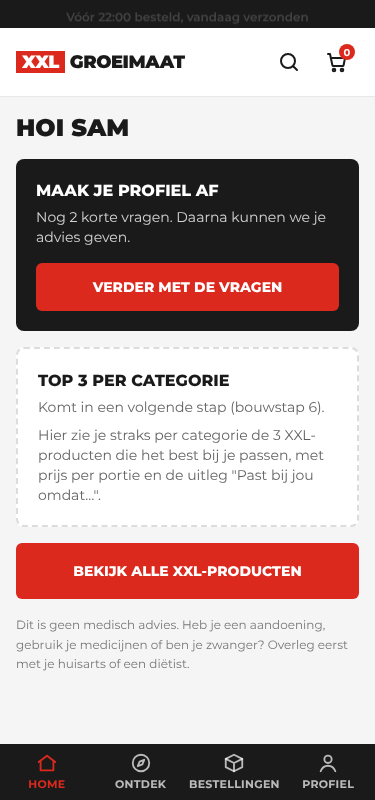 Vóór 22:00 besteld, vandaag verzonden
XXL GROEIMAAT
0
HOI SAM
MAAK JE PROFIEL AF
Nog 2 korte vragen. Daarna kunnen we je
advies geven.
VERDER MET DE VRAGEN
TOP 3 PER CATEGORIE
Komt in een volgende stap (bouwstap 6).
Hier zie je straks per categorie de 3 XXL-
producten die het best bij je passen, met
prijs per portie en de uitleg "Past bij jou
omdat...".
BEKIJK ALLE XXL-PRODUCTEN
Dit is geen medisch advies. Heb je een aandoening,
gebruik je medicijnen of ben je zwanger? Overleg eerst
met je huisarts of een diëtist.
HOME ONTDEK BESTELLINGEN PROFIEL